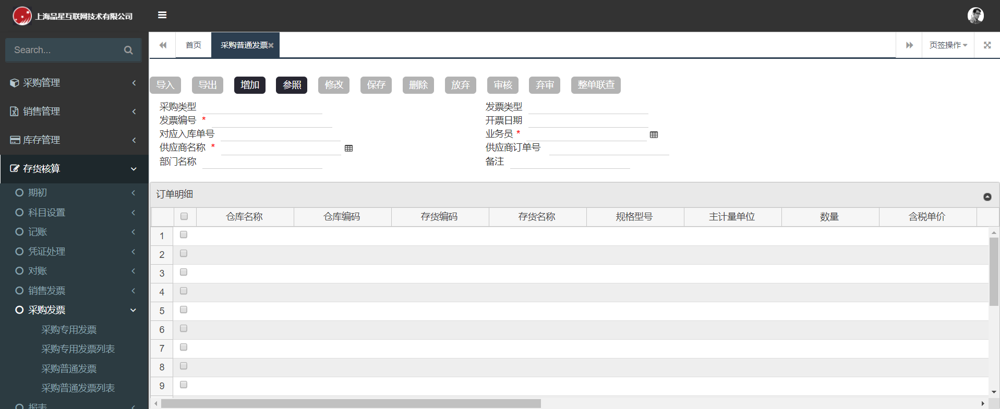 上海品星互联网技术有限公司
Search...
首页
采购普通发票
页签操作
采购管理
销售管理
库存管理
存货核算
期初
科目设置
记账
凭证处理
对账
销售发票
采购发票
采购专用发票
采购专用发票列表
采购普通发票
采购普通发票列表
报表
导入 导出 增加 参照 修改 保存 删除 放弃 审核 弃审 整单联查
采购类型 发票类型
发票编号 * 开票日期
对应入库单号 业务员 *
供应商名称 * 供应商订单号
部门名称 备注
订单明细
仓库名称 仓库编码 存货编码 存货名称 规格型号 主计量单位 数量 含税单价
1
2
3
4
5
6
7
8
9